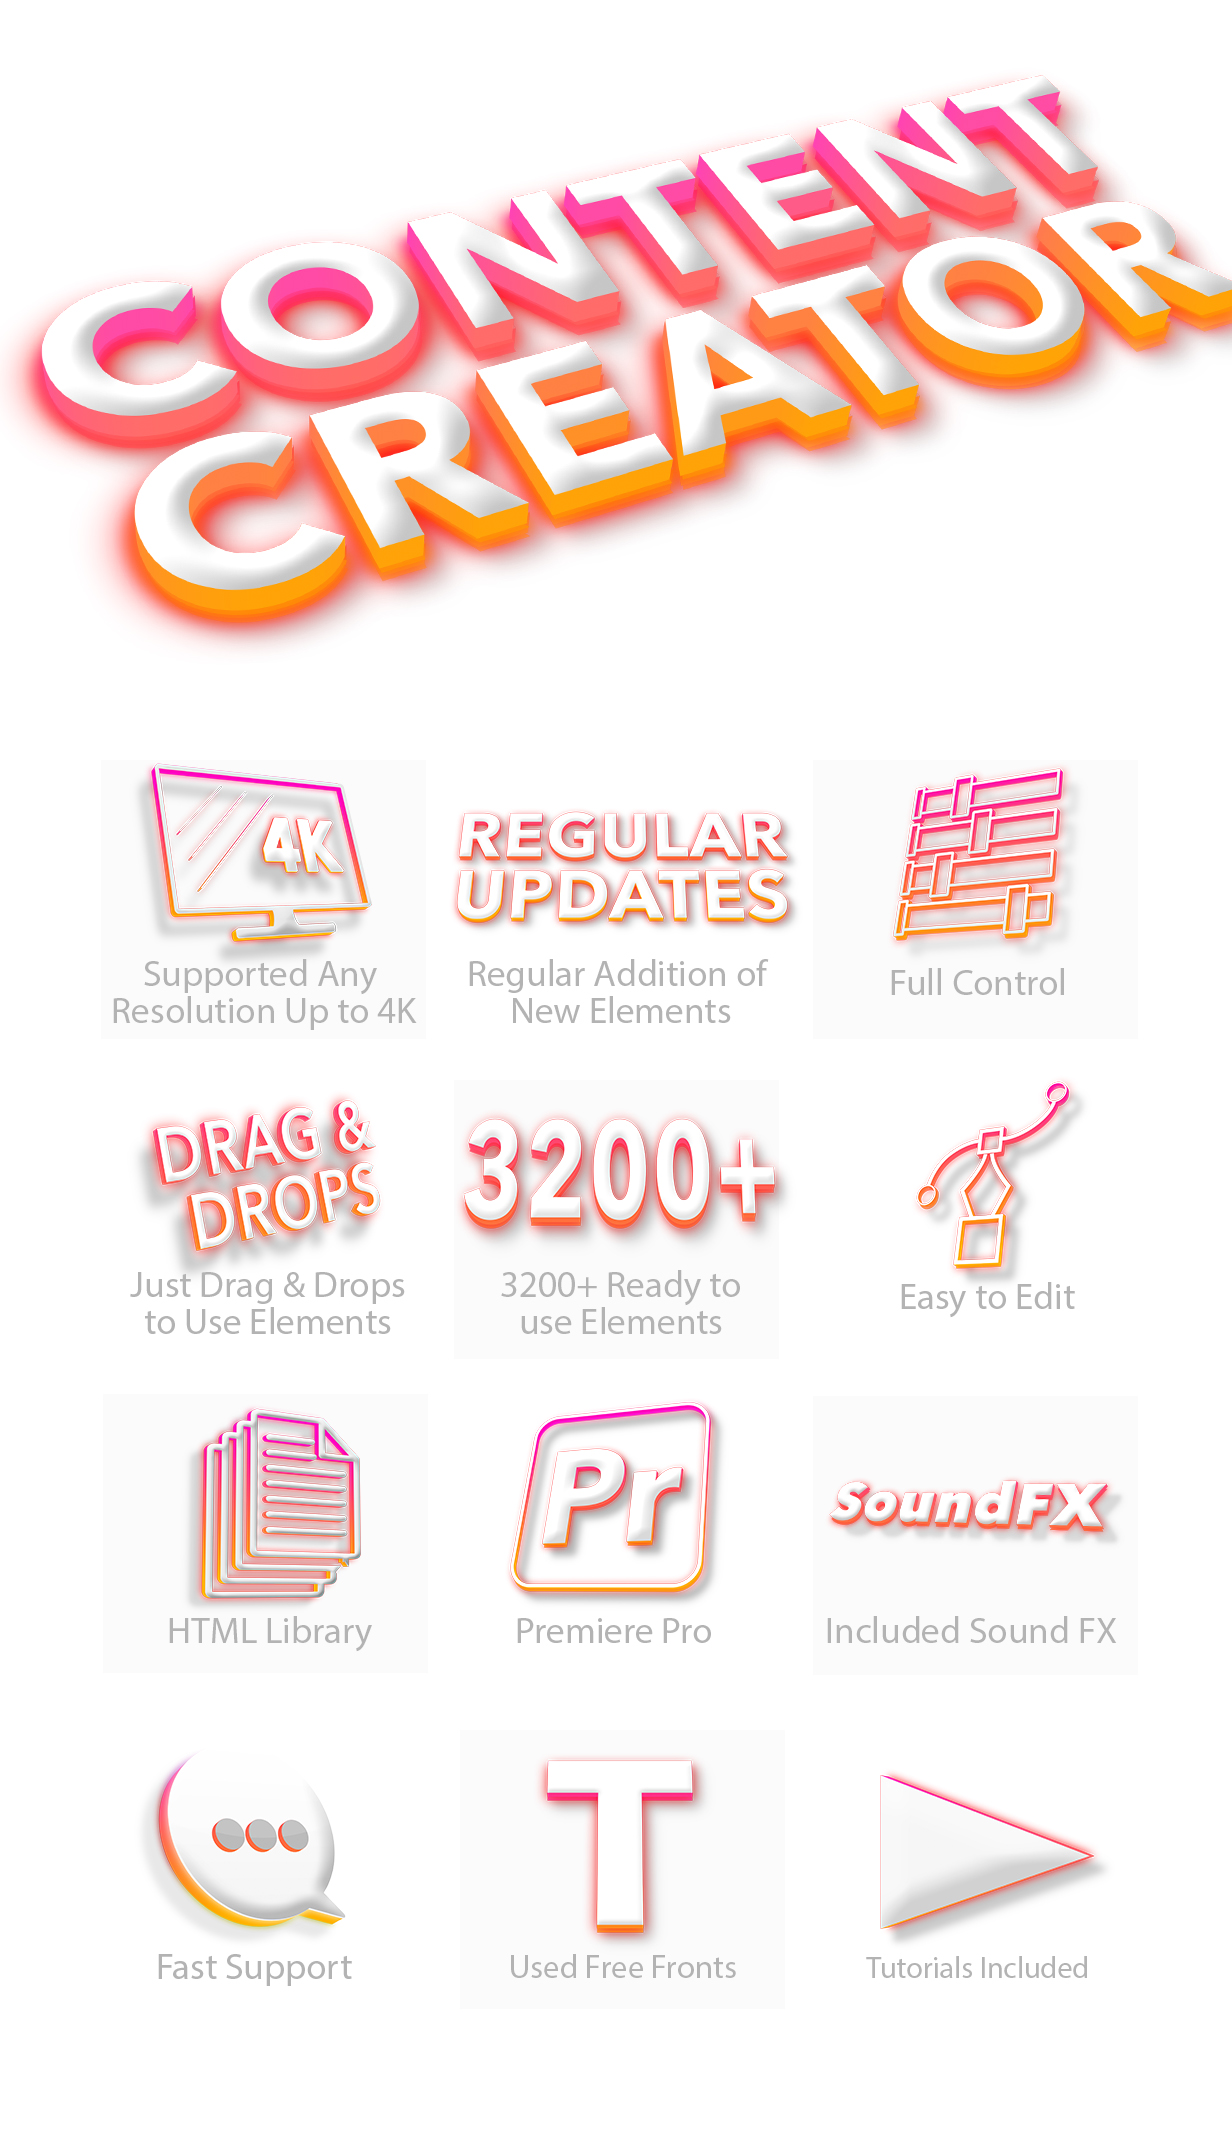 CONTENT
CREATOR
4K
Supported Any
Resolution Up to 4K
REGULAR
UPDATES
Regular Addition of
New Elements
Full Control
DRAG &
DROPS
Just Drag & Drops
to Use Elements
3200+
3200+ Ready to
use Elements
Easy to Edit
HTML Library
Pr
Premiere Pro
SoundFX
Included Sound FX
Fast Support
T
Used Free Fronts
Tutorials Included